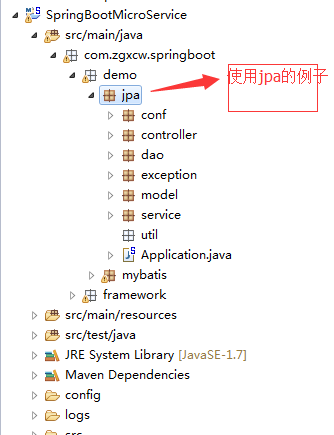 SpringBootMicroService
src/main/java
com.zgxcw.springboot
demo
jpa
使用jpa的例子
conf
controller
dao
exception
model
service
util
Application.java
mybatis
framework
src/main/resources
src/test/java
JRE System Library [JavaSE-1.7]
Maven Dependencies
config
logs
src